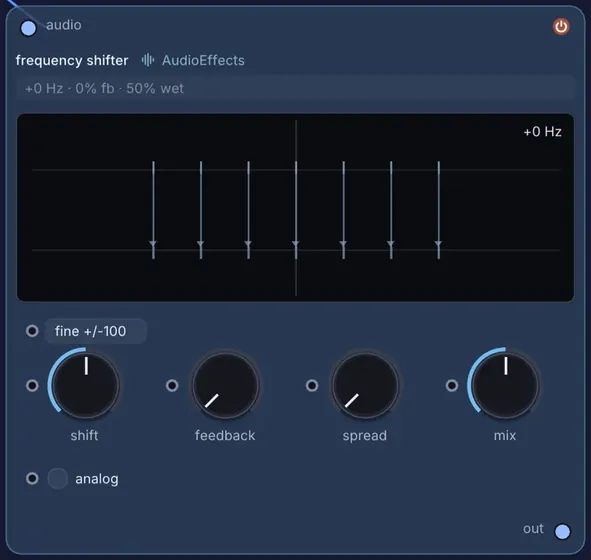 audio
frequency shifter AudioEffects
+0 Hz · 0% fb · 50% wet
+0 Hz
fine +/-100
shift feedback spread mix
analog
out